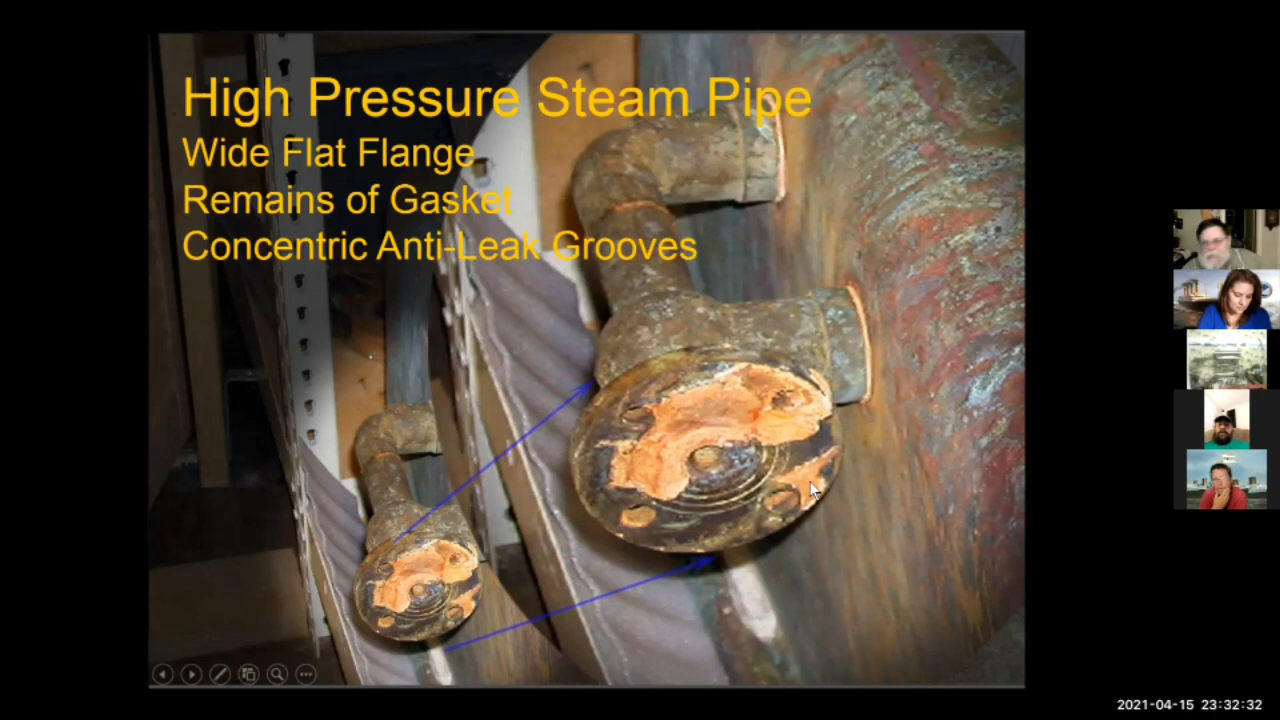 High Pressure Steam Pipe
Wide Flat Flange
Remains of Gasket
Concentric Anti-Leak Grooves
2021-04-15 23:32:32